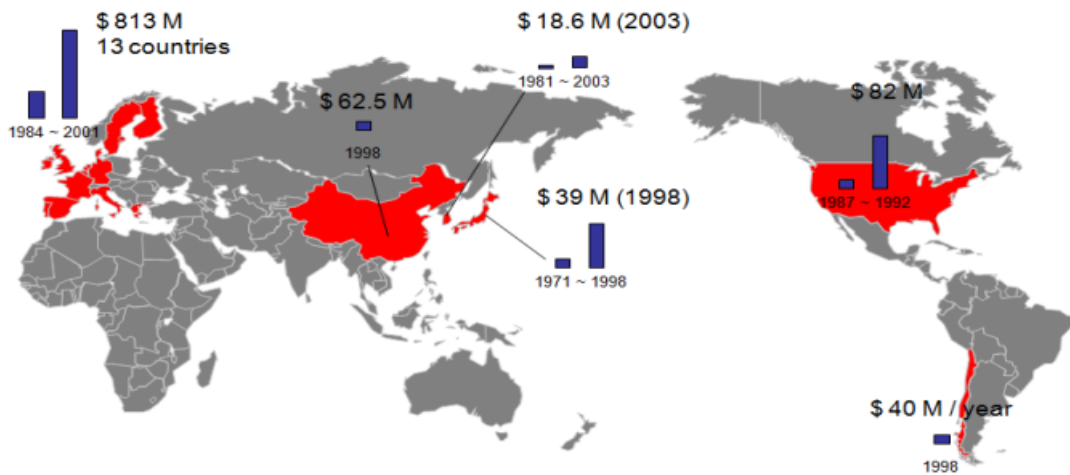 $ 813 M
13 countries
1984 ~ 2001
$ 62.5 M
1998
$ 18.6 M (2003)
1981 ~ 2003
$ 39 M (1998)
1971 ~ 1998
$ 82 M
1987 ~ 1992
$ 40 M / year
1998